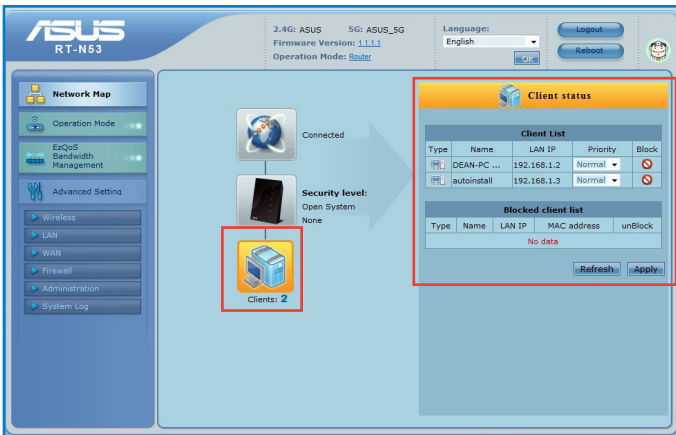 ASUS
RT-N53
2.4G: ASUS 5G: ASUS_5G
Firmware Version: 1.1.1.1
Operation Mode: Router
Language:
English
OK
Logout
Reboot
Network Map
Operation Mode
EzQoS
Bandwidth
Management
Advanced Setting
Wireless
LAN
WAN
Firewall
Administration
System Log
Connected
Security level:
Open System
None
Clients: 2
Client status
Client List
Type Name LAN IP Priority Block
DEAN-PC ... 192.168.1.2 Normal
autoinstall 192.168.1.3 Normal
Blocked client list
Type Name LAN IP MAC address unBlock
No data
Refresh Apply